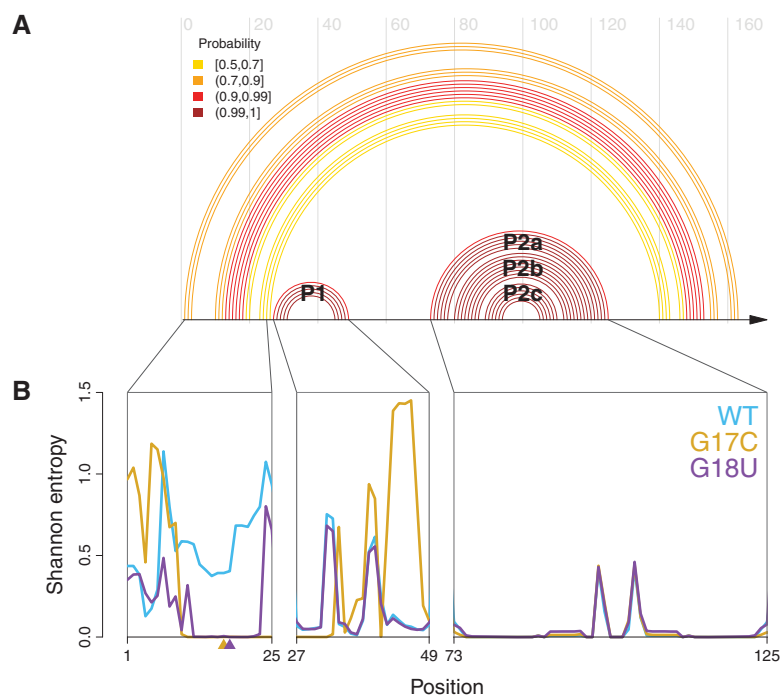 A
0 20 40 60 80 100 120 140 160
Probability
[0.5,0.7]
(0.7,0.9]
(0.9,0.99]
(0.99,1]
P2a
P1
P2b
P2c
B
1.5
1.0
0.5
0.0
Shannon entropy
WT
G17C
G18U
1 25 27 49 73 125
Position